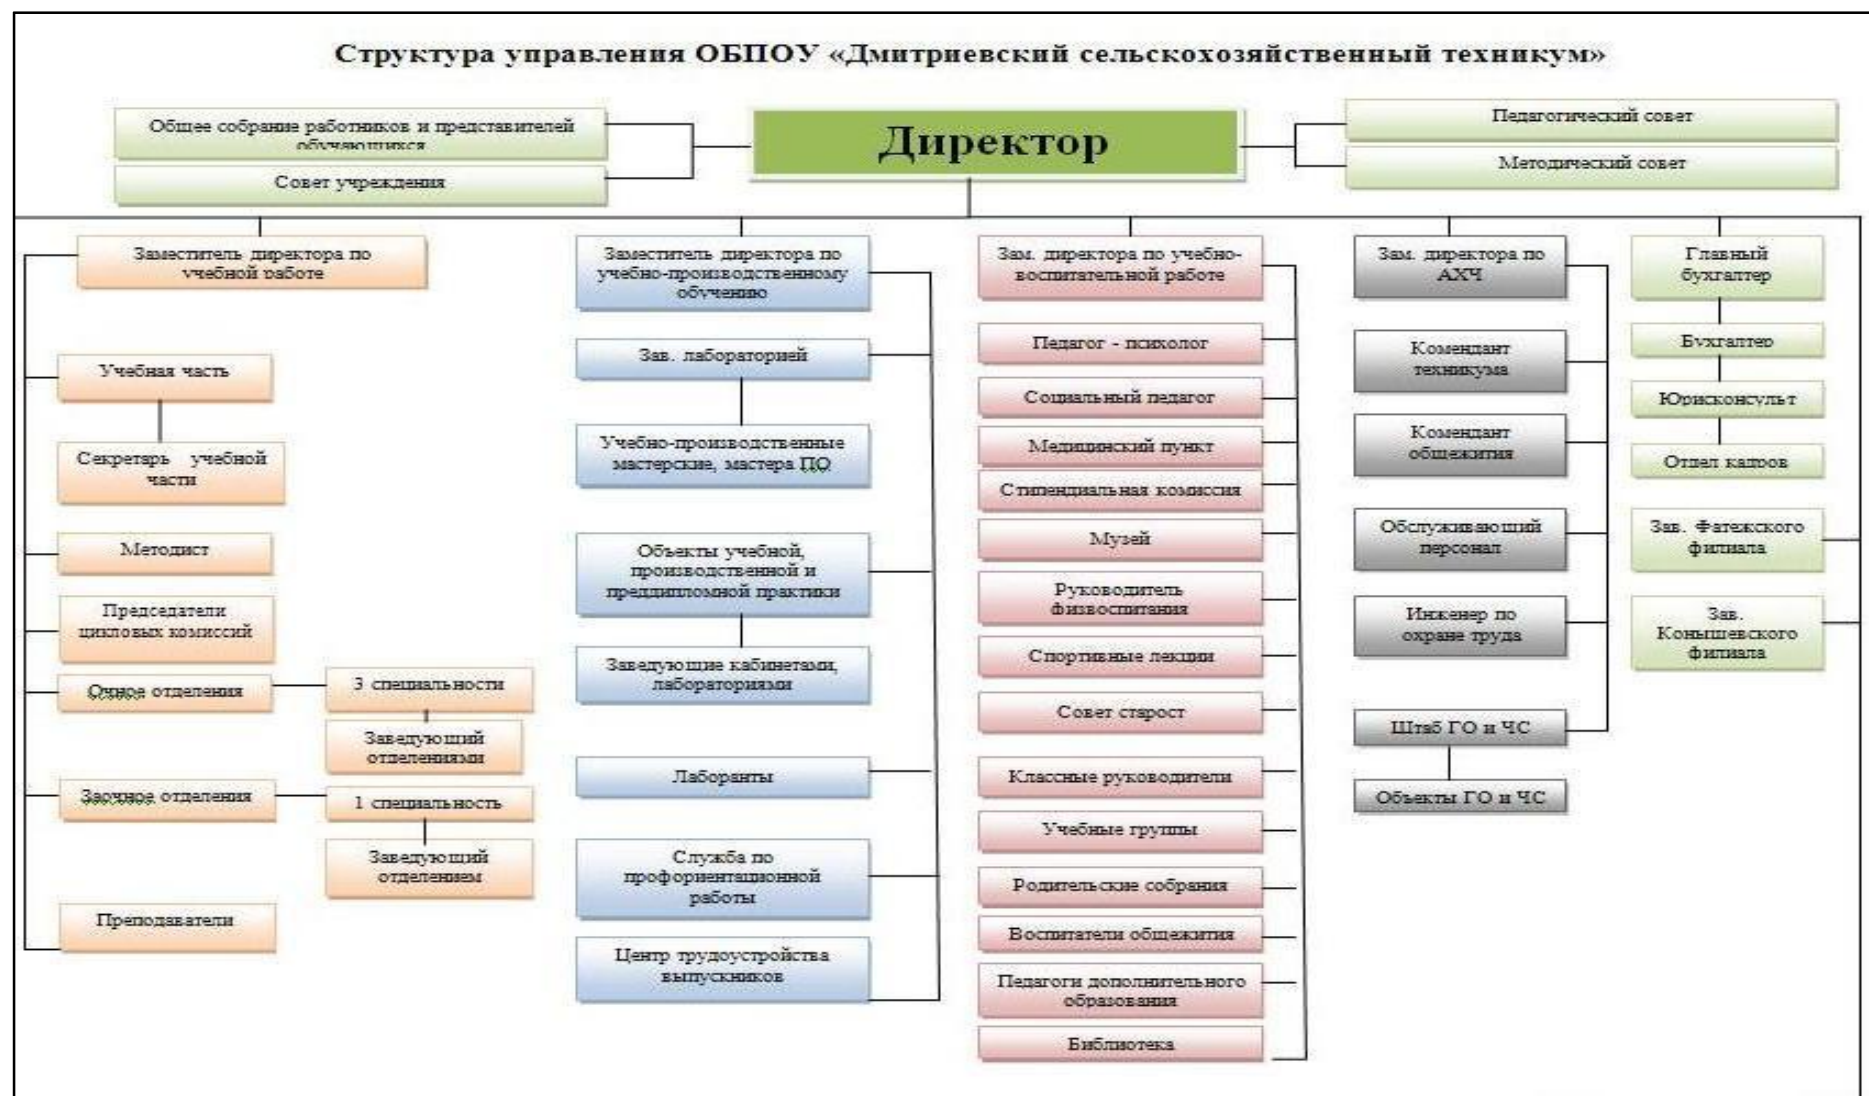 Структура управления ОБПОУ «Дмитриевский сельскохозяйственный техникум»
Общее собрание работников и представителей
обучающихся
Совет учреждения
Директор
Педагогический совет
Методический совет
Заместитель директора по
учебной работе
Учебная часть
Секретарь учебной
части
Методист
Председатели
цикловых комиссий
Очное отделения
3 специальности
Заведующий
отделениями
Заочное отделения
1 специальность
Заведующий
отделением
Преподаватели
Заместитель директора по
учебно-производственному
обучению
Зав. лабораторией
Учебно-производственные
мастерские, мастера ПО
Объекты учебной,
производственной и
преддипломной практики
Заведующие кабинетами,
лабораториями
Лаборанты
Служба по
профориентационной
работы
Центр трудоустройства
выпускников
Зам. директора по учебно-
воспитательной работе
Педагог - психолог
Социальный педагог
Медицинский пункт
Стипендиальная комиссия
Музей
Руководитель
физвоспитания
Спортивные лекции
Совет старост
Классные руководители
Учебные группы
Родительские собрания
Воспитатели общежития
Педагоги дополнительного
образования
Библиотека
Зам. директора по
АХЧ
Комендант
техникума
Комендант
общежития
Обслуживающий
персонал
Инженер по
охране труда
Штаб ГО и ЧС
Объекты ГО и ЧС
Главный
бухгалтер
Бухгалтер
Юрисконсульт
Отдел кадров
Зав. Фатежского
филиала
Зав.
Конышевского
филиала